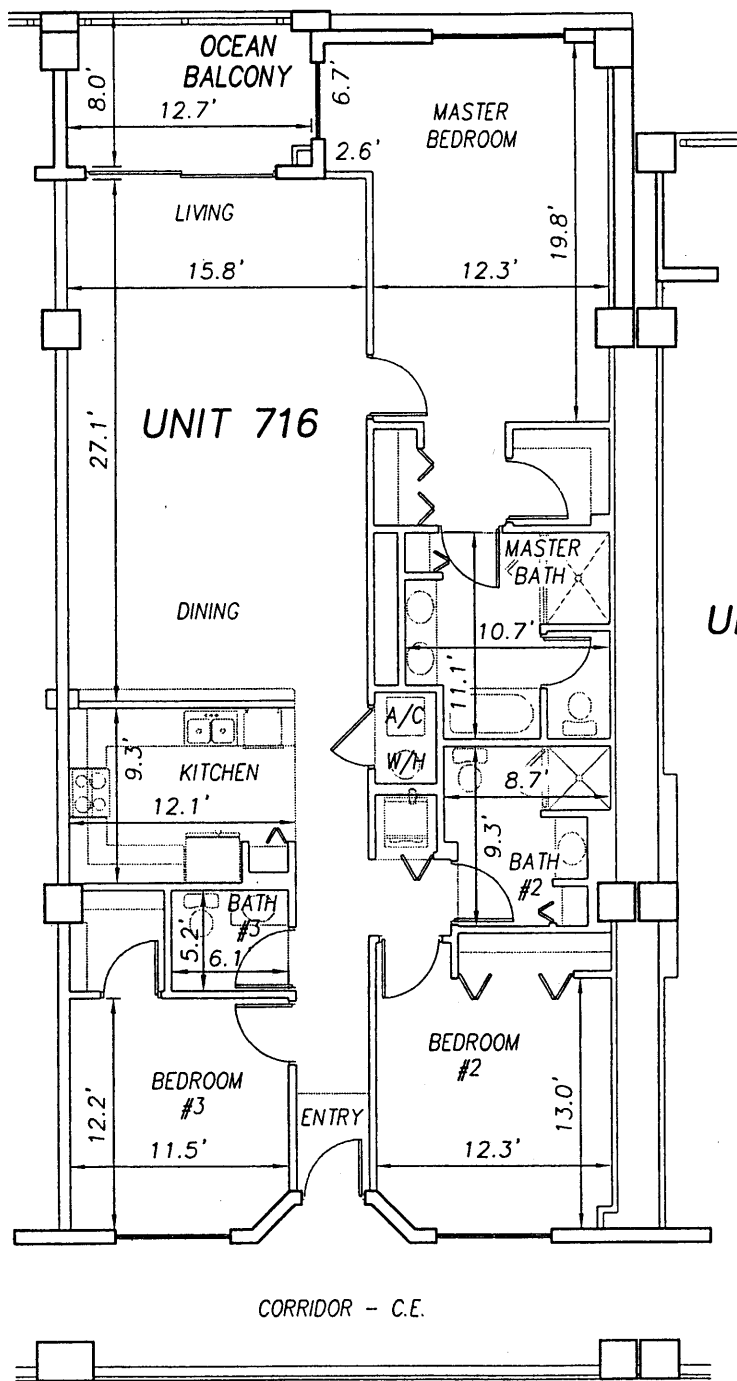 OCEAN
BALCONY
8.0'
12.7'
6.7'
2.6'
MASTER
BEDROOM
LIVING
15.8'
12.3'
19.8'
27.1'
UNIT 716
MASTER
BATH
DINING
10.7'
11.1'
A/C
W/H
KITCHEN
9.3'
12.1'
8.7'
9.3'
BATH
#2
BATH
#3
5.2'
6.1'
BEDROOM
#2
BEDROOM
#3
12.2'
11.5'
ENTRY
13.0'
12.3'
CORRIDOR - C.E.